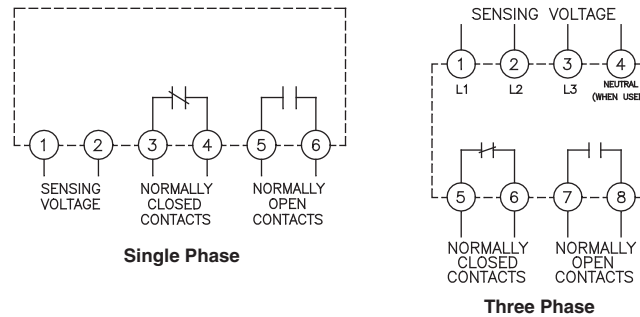 1 2 3 4 5 6
SENSING
VOLTAGE
NORMALLY
CLOSED
CONTACTS
NORMALLY
OPEN
CONTACTS
Single Phase
SENSING VOLTAGE
1 2 3 4
L1 L2 L3 NEUTRAL
(WHEN
5 6 7 8
NORMALLY
CLOSED
CONTACTS
NORMALLY
OPEN
CONTACTS
Three Phase